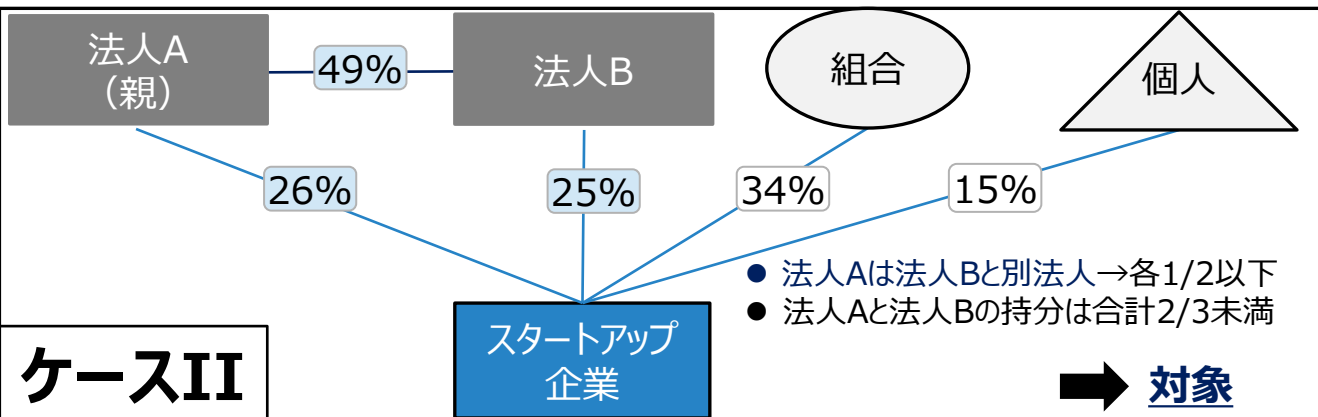 法人A
（親）
49%
法人B
組合
個人
26%
25%
34%
15%
● 法人Aは法人Bと別法人→各1/2以下
● 法人Aと法人Bの持分は合計2/3未満
スタートアップ
企業
ケースII
対象